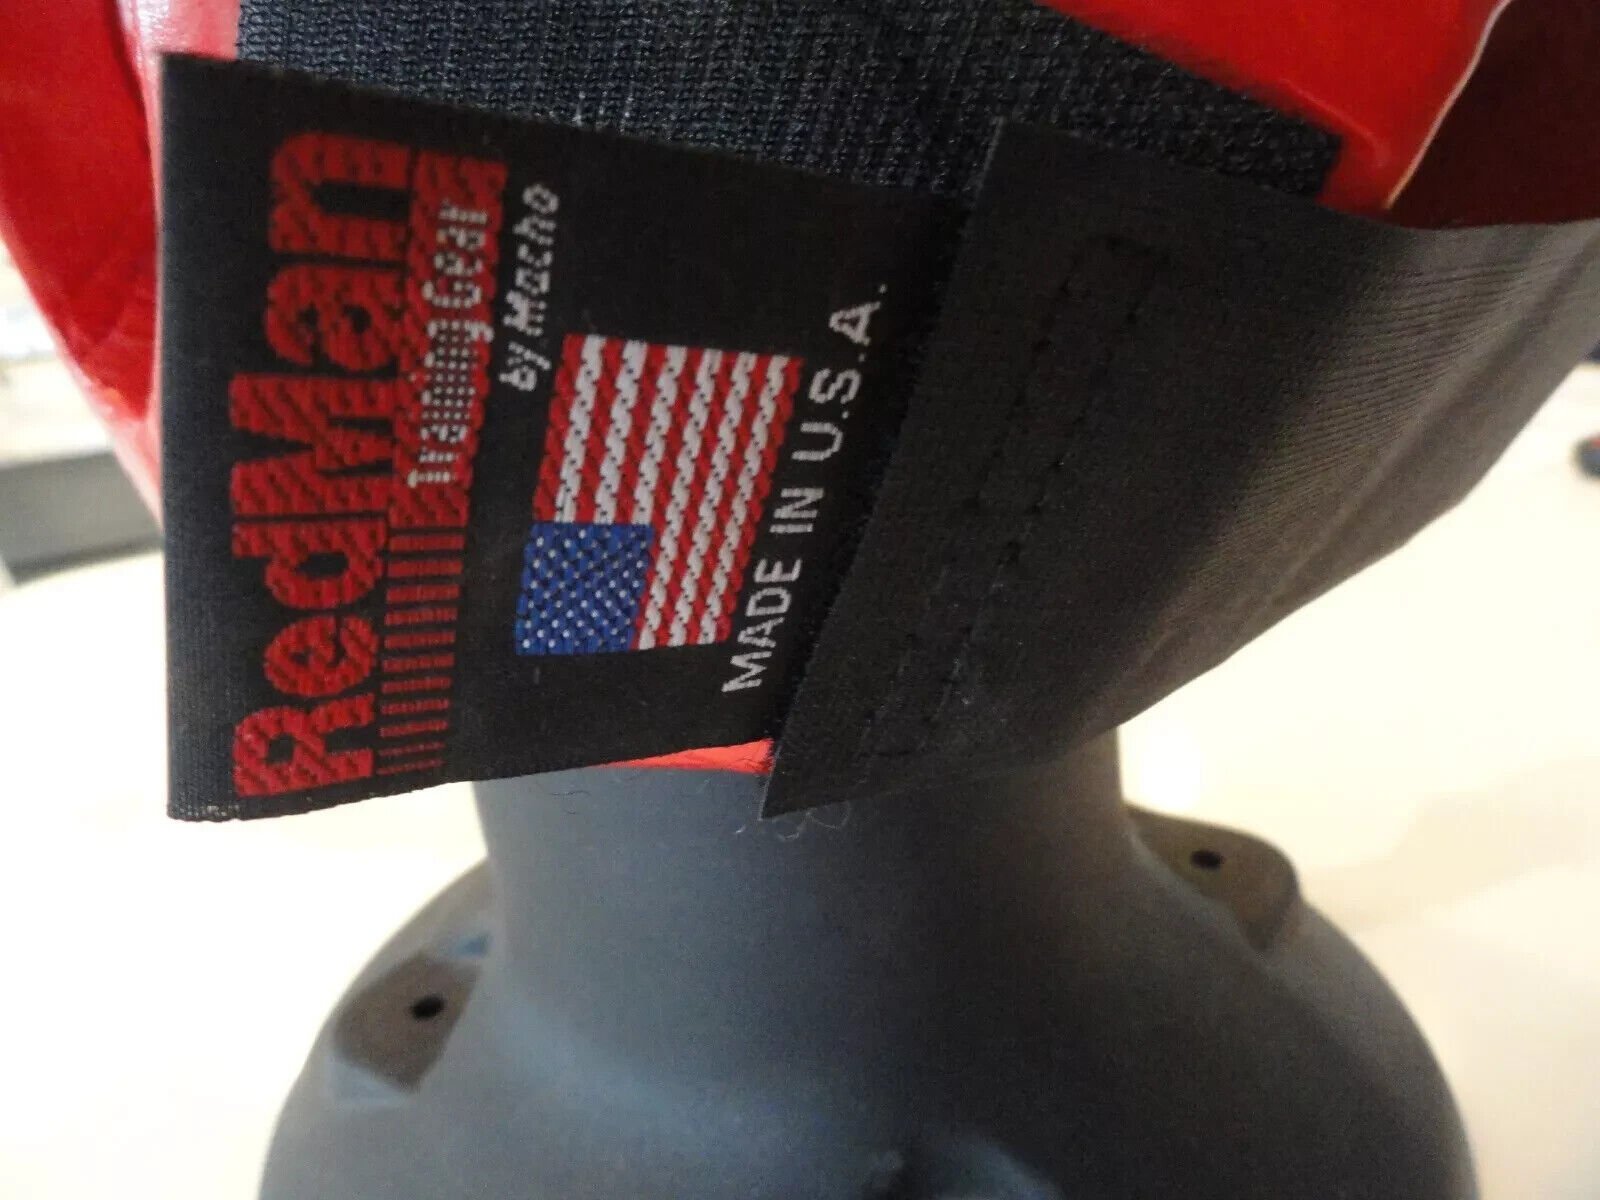 RedMan
Training Gear
by Macho
MADE IN U.S.A.